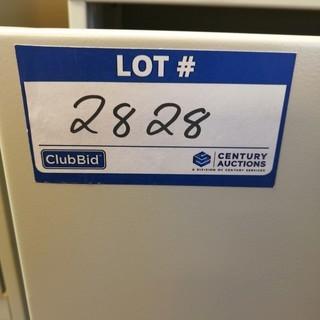 LOT #
2828
ClubBid
CENTURY
AUCTIONS
A DIVISION OF CENTURY SERVICES